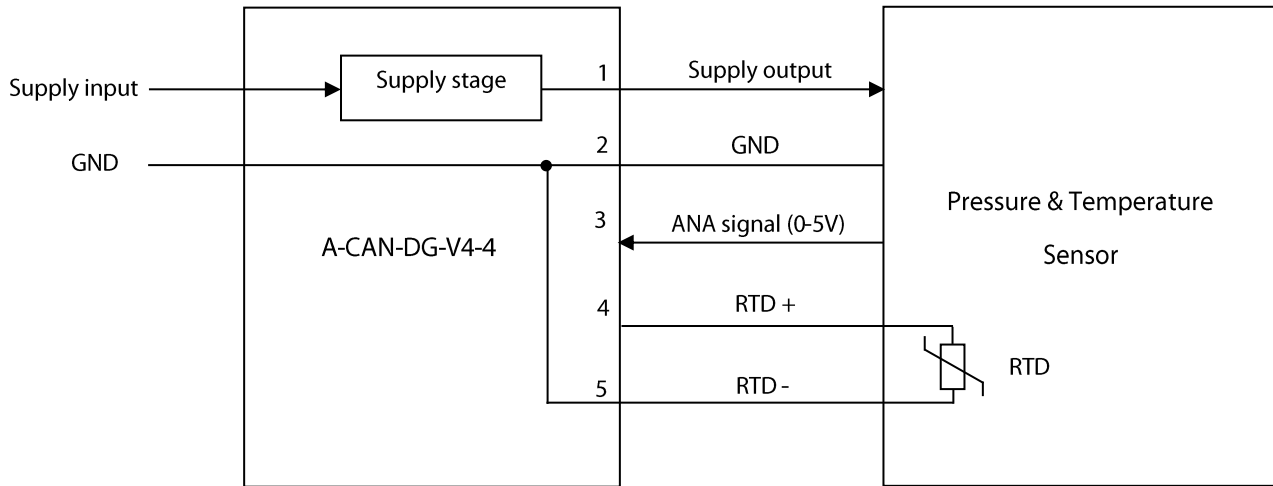 Supply input
Supply stage
1
Supply output
GND
2
GND
3
ANA signal (0-5V)
A-CAN-DG-V4-4
Pressure & Temperature
Sensor
4
RTD +
RTD
5
RTD -